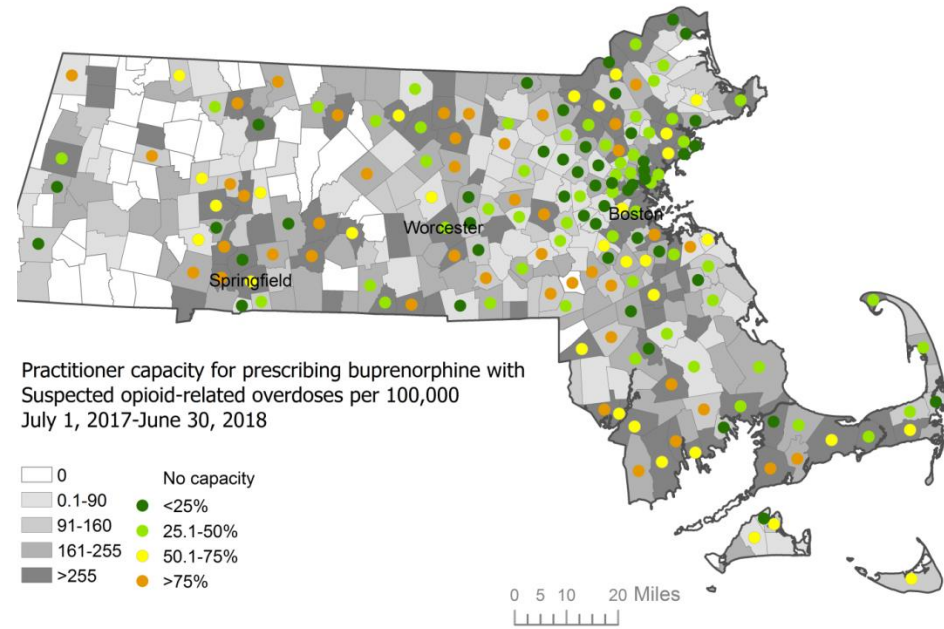 Boston
Worcester
Springfield
Practitioner capacity for prescribing buprenorphine with
Suspected opioid-related overdoses per 100,000
July 1, 2017-June 30, 2018
0
0.1-90
91-160
161-255
>255
No capacity
<25%
25.1-50%
50.1-75%
>75%
0 5 10 20 Miles